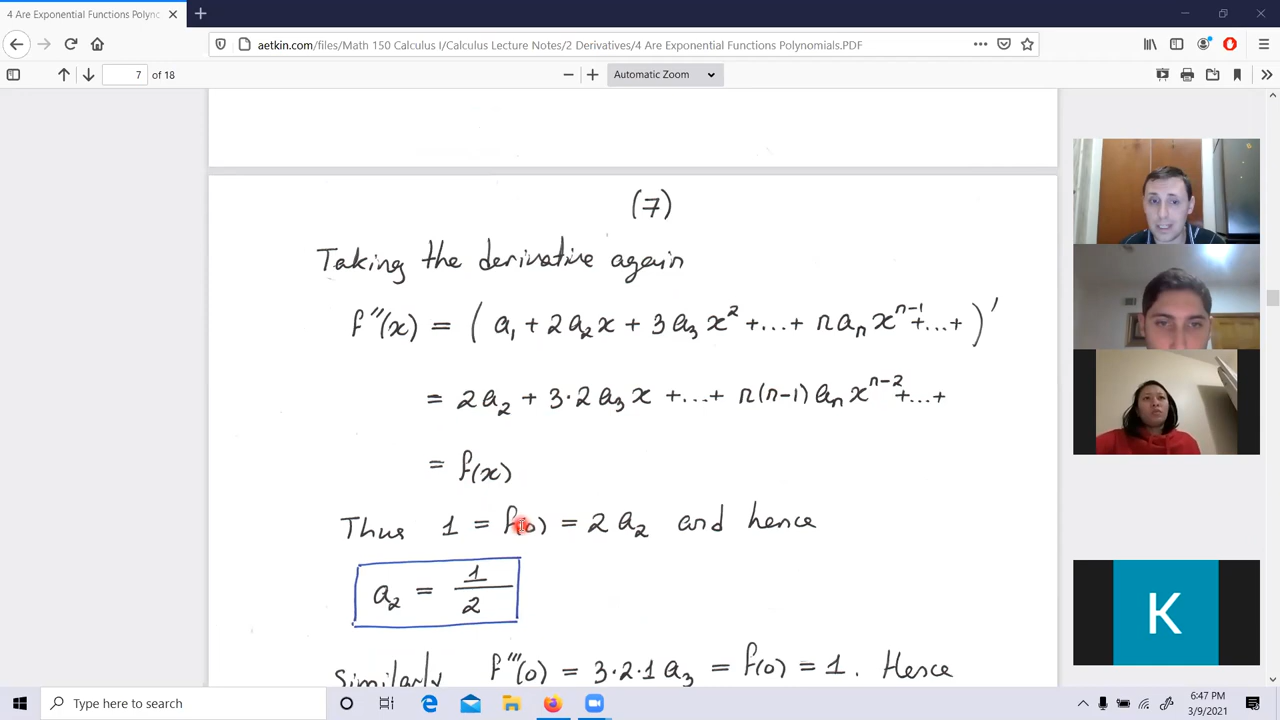 4 Are Exponential Functions Polync
aetkin.com/files/Math 150 Calculus I/Calculus Lecture Notes/2 Derivatives/4 Are Exponential Functions Polynomials.PDF
7 of 18
Automatic Zoom
(7)
Taking the derivative again
f''(x) = ( a₁ + 2a₂x + 3a₃x² + ... + naₙxⁿ⁻¹ + ... + )'
= 2a₂ + 3·2a₃x + ... + n(n-1)aₙxⁿ⁻² + ... +
= f(x)
Thus 1 = f(0) = 2a₂ and hence
a₂ = 1/2
Similarly f'''(0) = 3·2·1 a₃ = f(0) = 1. Hence
K
Type here to search
6:47 PM
3/9/2021